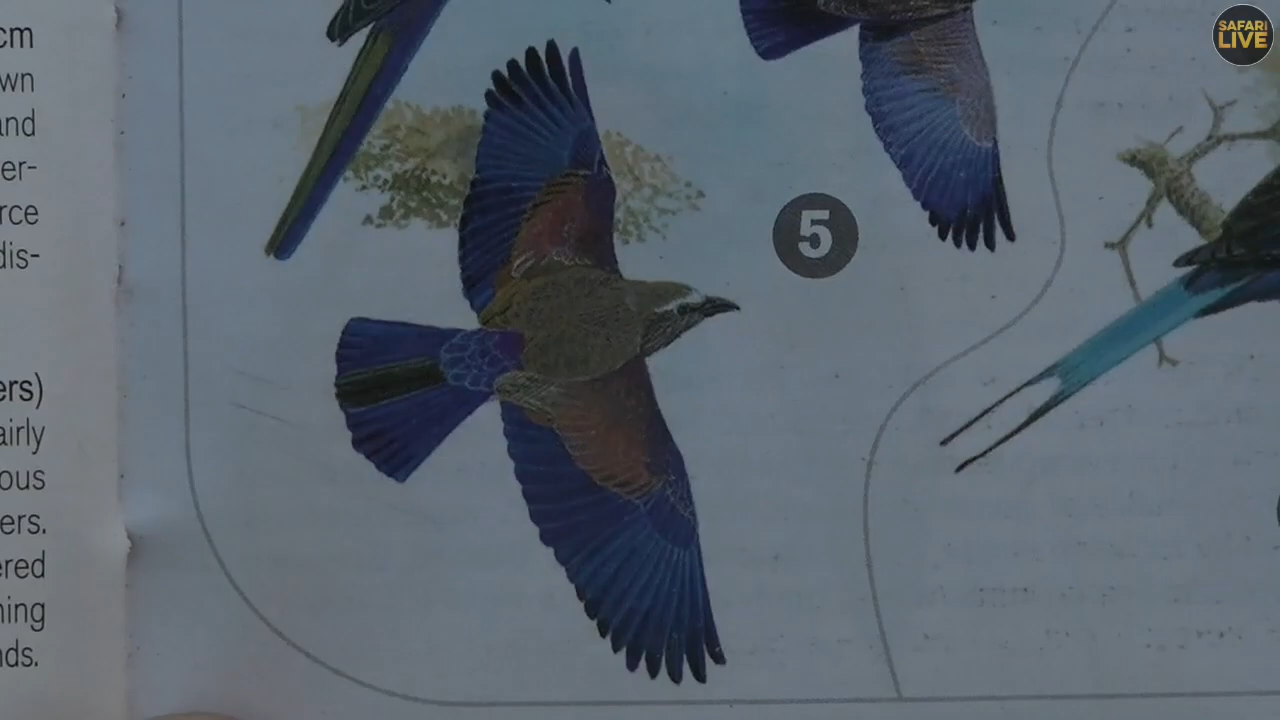 cm
wn
and
er-
rce
dis-
ers)
airly
ous
ers.
ered
ning
nds.
5
SAFARI
LIVE